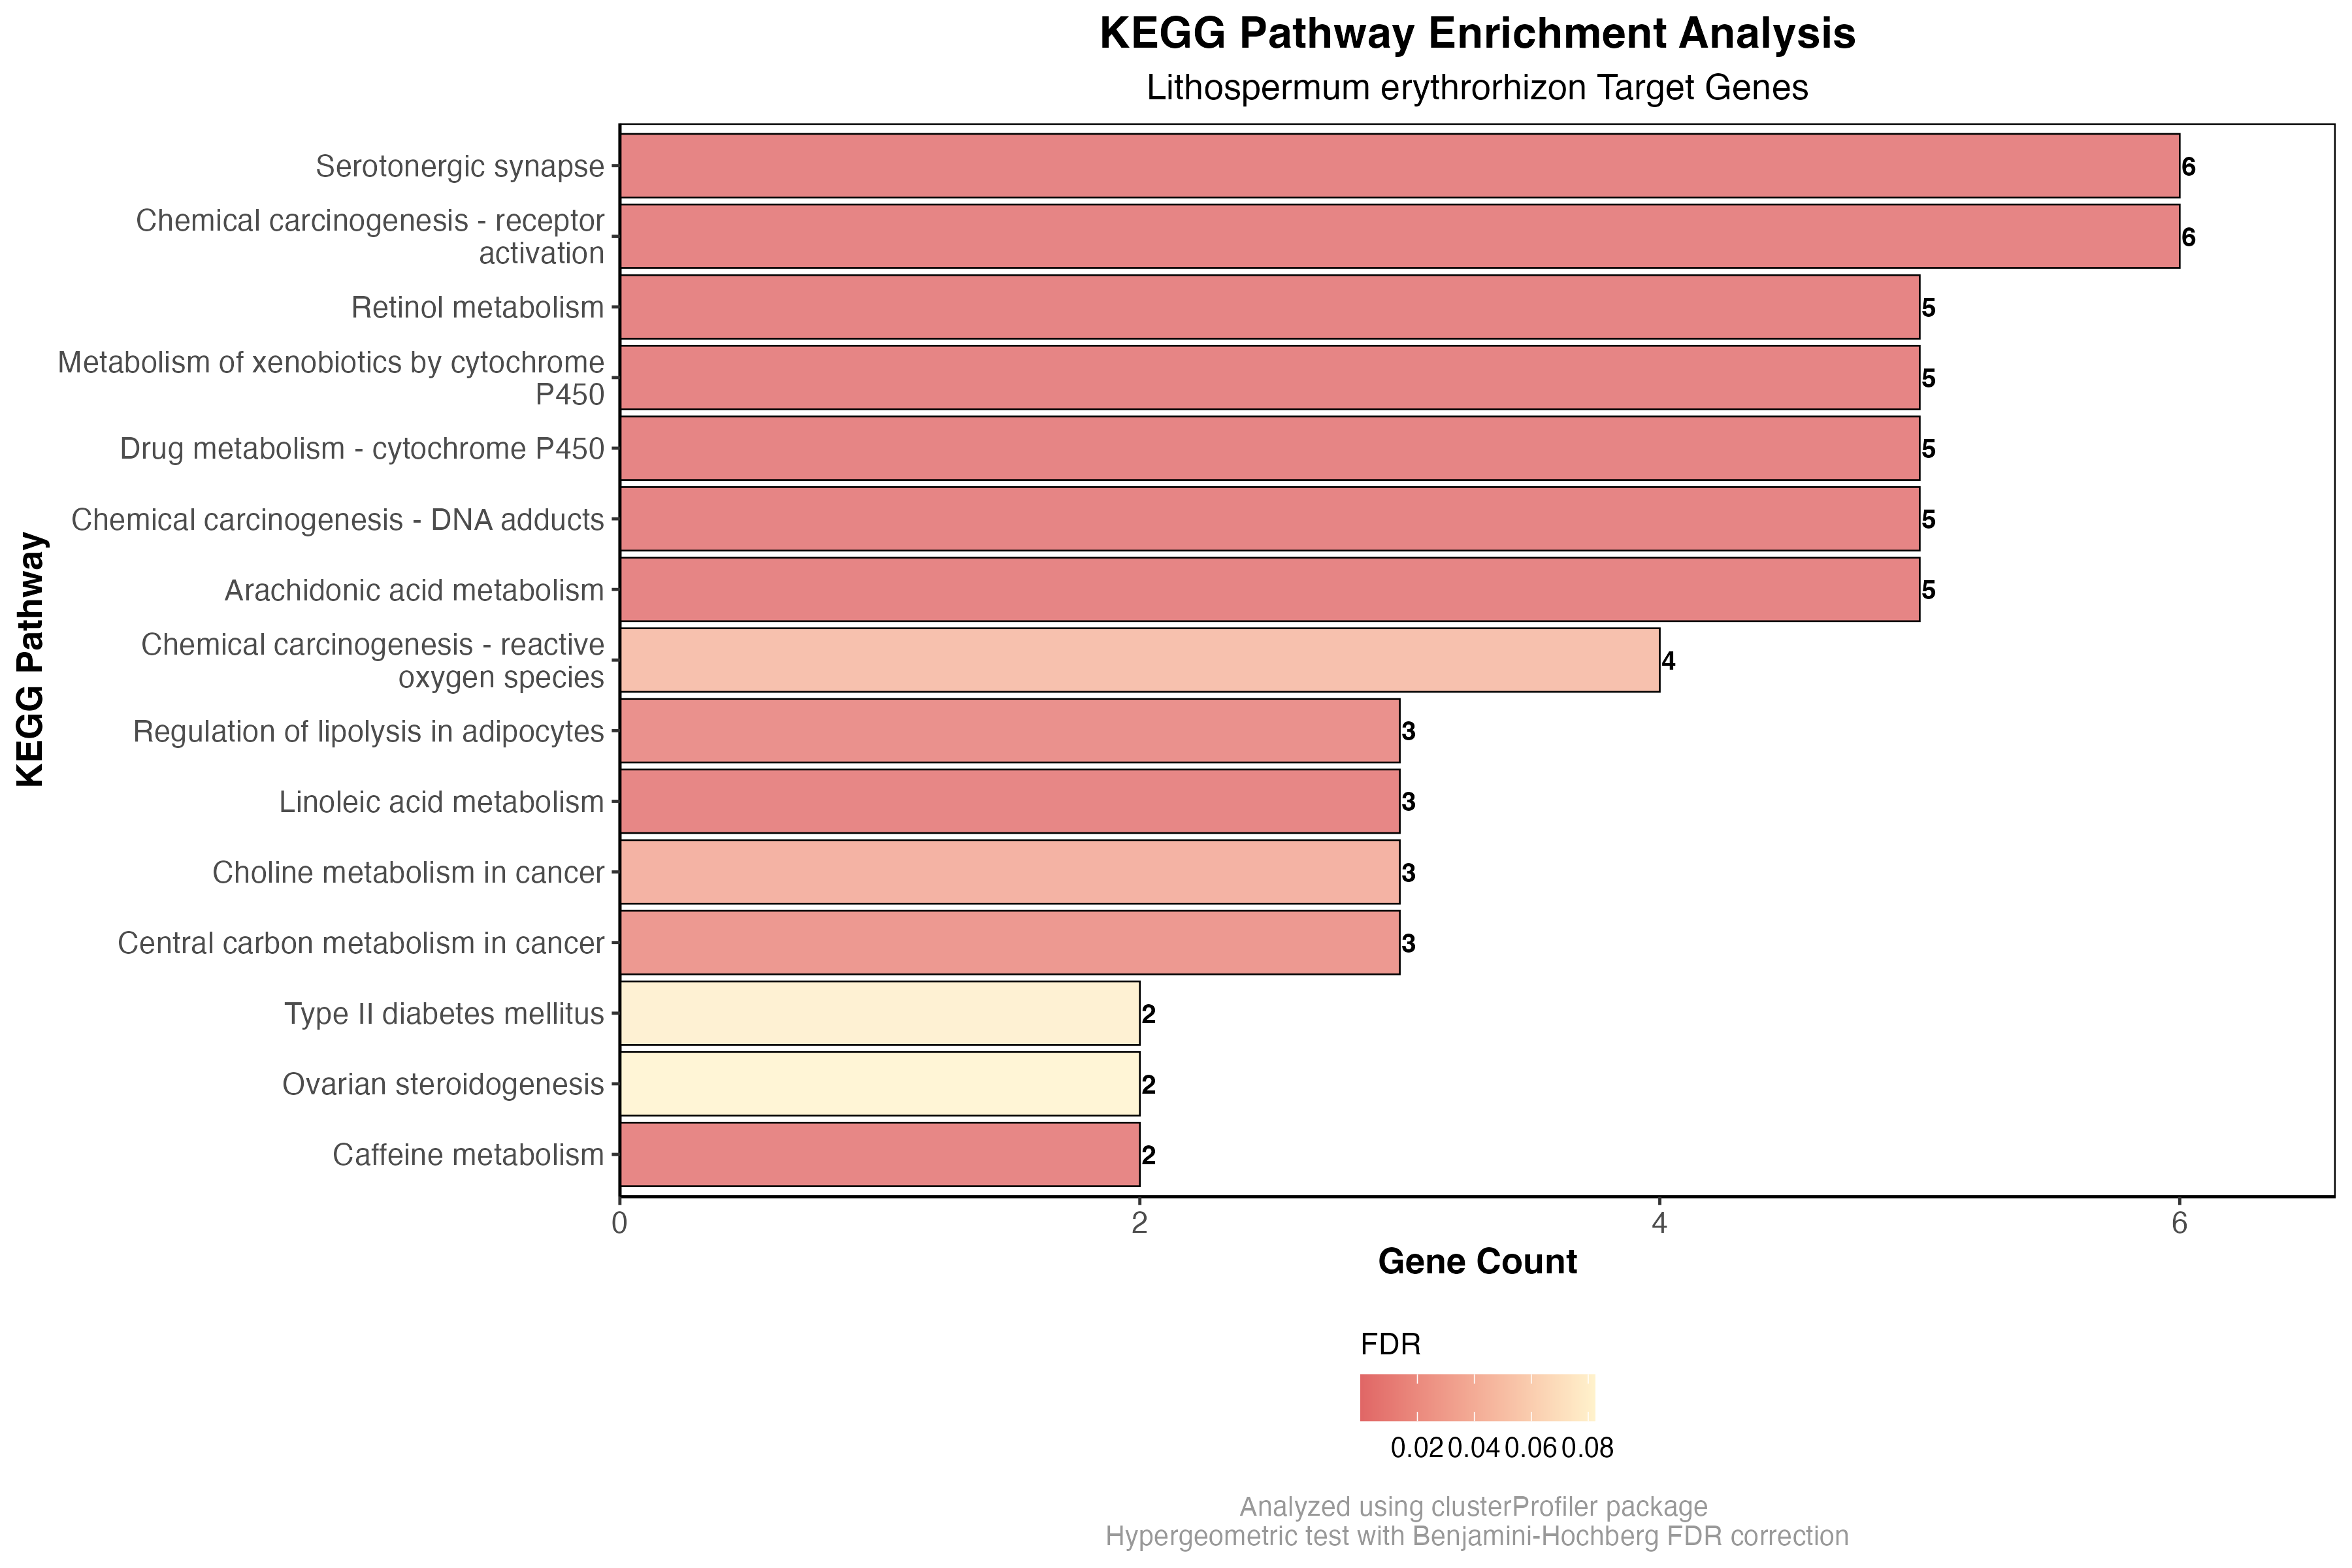 KEGG Pathway Enrichment Analysis
Lithospermum erythrorhizon Target Genes
KEGG Pathway
Serotonergic synapse
6
Chemical carcinogenesis - receptor
activation
6
Retinol metabolism
5
Metabolism of xenobiotics by cytochrome
P450
5
Drug metabolism - cytochrome P450
5
Chemical carcinogenesis - DNA adducts
5
Arachidonic acid metabolism
5
Chemical carcinogenesis - reactive
oxygen species
4
Regulation of lipolysis in adipocytes
3
Linoleic acid metabolism
3
Choline metabolism in cancer
3
Central carbon metabolism in cancer
3
Type II diabetes mellitus
2
Ovarian steroidogenesis
2
Caffeine metabolism
2
0 2 4 6
Gene Count
FDR
0.02 0.04 0.06 0.08
Analyzed using clusterProfiler package
Hypergeometric test with Benjamini-Hochberg FDR correction